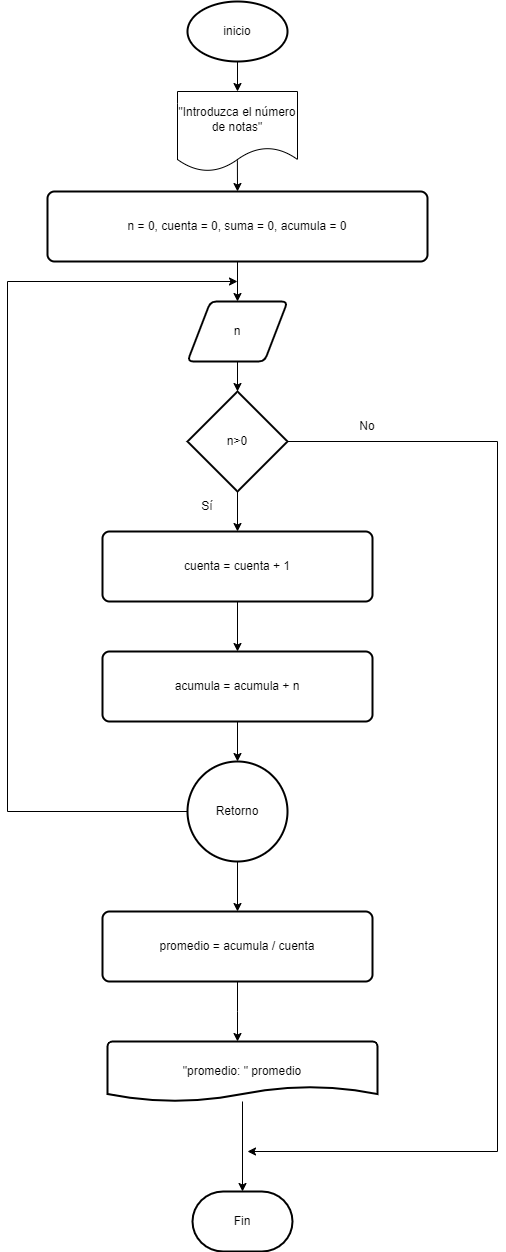 inicio
"Introduzca el número
de notas"
n = 0, cuenta = 0, suma = 0, acumula = 0
n
n>0
No
Sí
cuenta = cuenta + 1
acumula = acumula + n
Retorno
promedio = acumula / cuenta
"promedio: " promedio
Fin